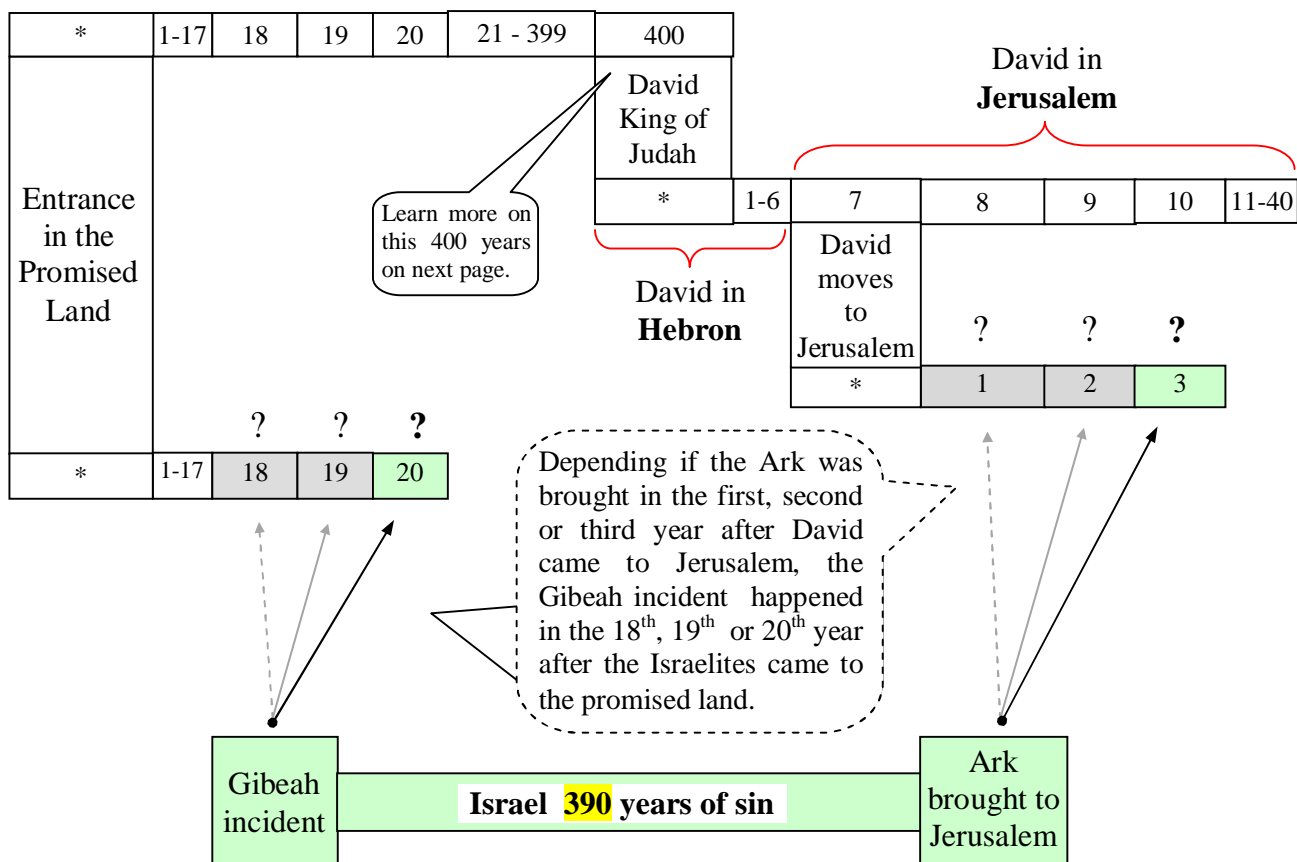 * 1-17 18 19 20 21 - 399 400
David
King of
Judah
David in
Jerusalem
Learn more on
this 400 years
on next page.
* 1-6 7 8 9 10 11-40
Entrance
in the
Promised
Land
David in
Hebron
David
moves
to
Jerusalem
? ? ?
* 1 2 3
? ? ?
* 1-17 18 19 20
Depending if the Ark was
brought in the first, second
or third year after David
came to Jerusalem, the
Gibeah incident happened
in the 18th, 19th or 20th year
after the Israelites came to
the promised land.
Gibeah
incident
Israel 390 years of sin
Ark
brought to
Jerusalem